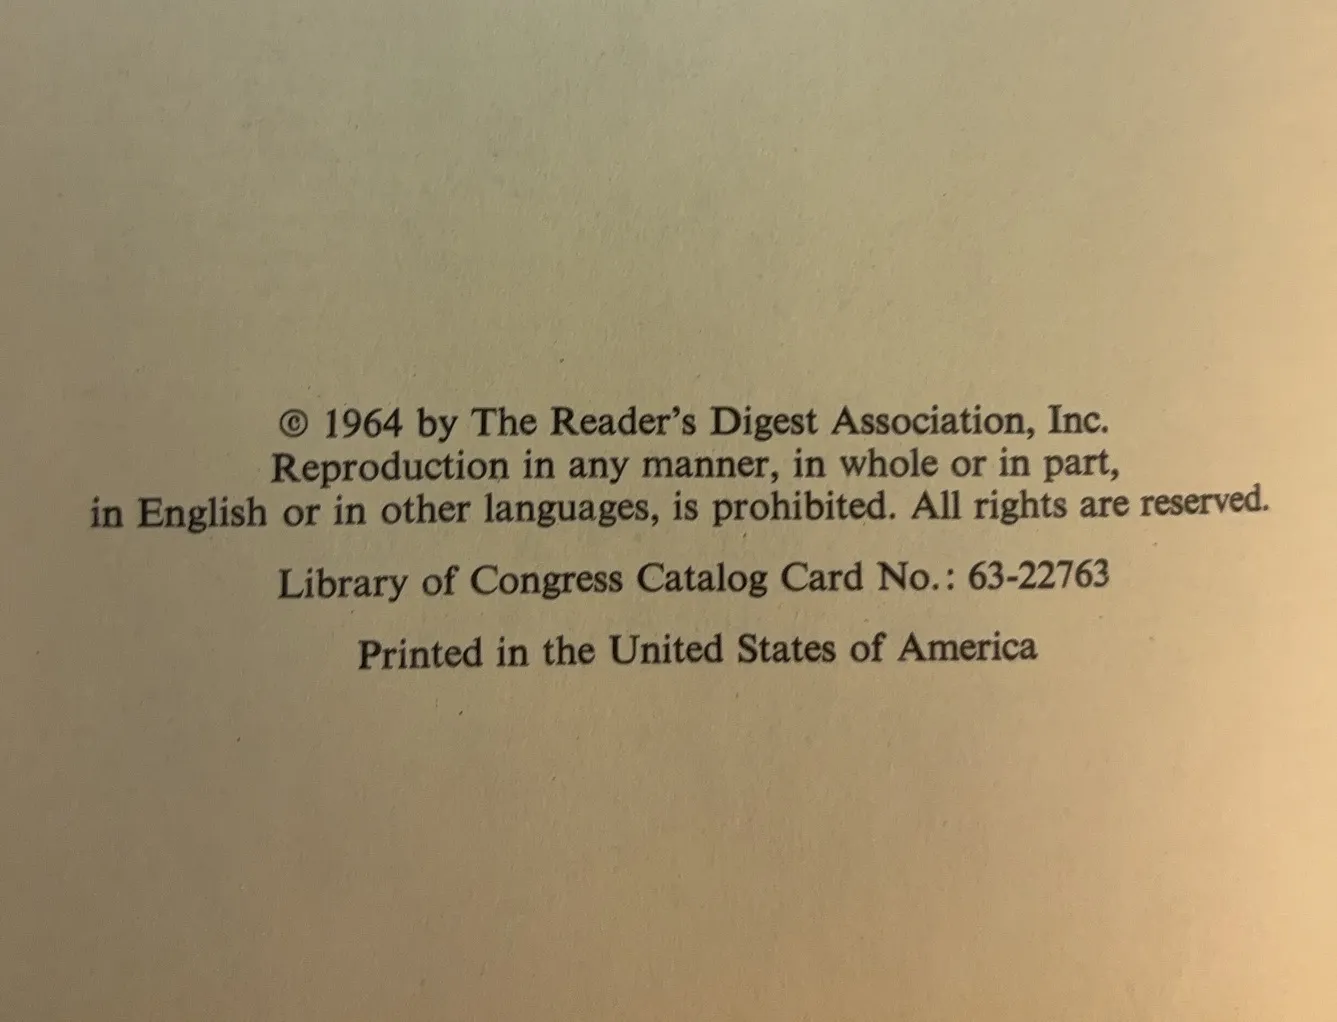 © 1964 by The Reader's Digest Association, Inc.
Reproduction in any manner, in whole or in part,
in English or in other languages, is prohibited. All rights are reserved.
Library of Congress Catalog Card No.: 63-22763
Printed in the United States of America